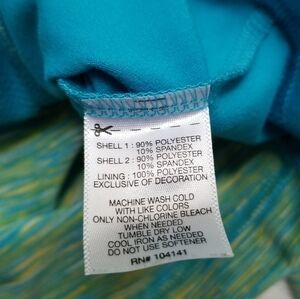 SHELL 1 : 90% POLYESTER
10% SPANDEX
SHELL 2 : 90% POLYESTER
10% SPANDEX
LINING : 100% POLYESTER
EXCLUSIVE OF DECORATION
MACHINE WASH COLD
WITH LIKE COLORS
ONLY NON-CHLORINE BLEACH
WHEN NEEDED
TUMBLE DRY LOW
COOL IRON AS NEEDED
DO NOT USE SOFTENER
RN# 104141